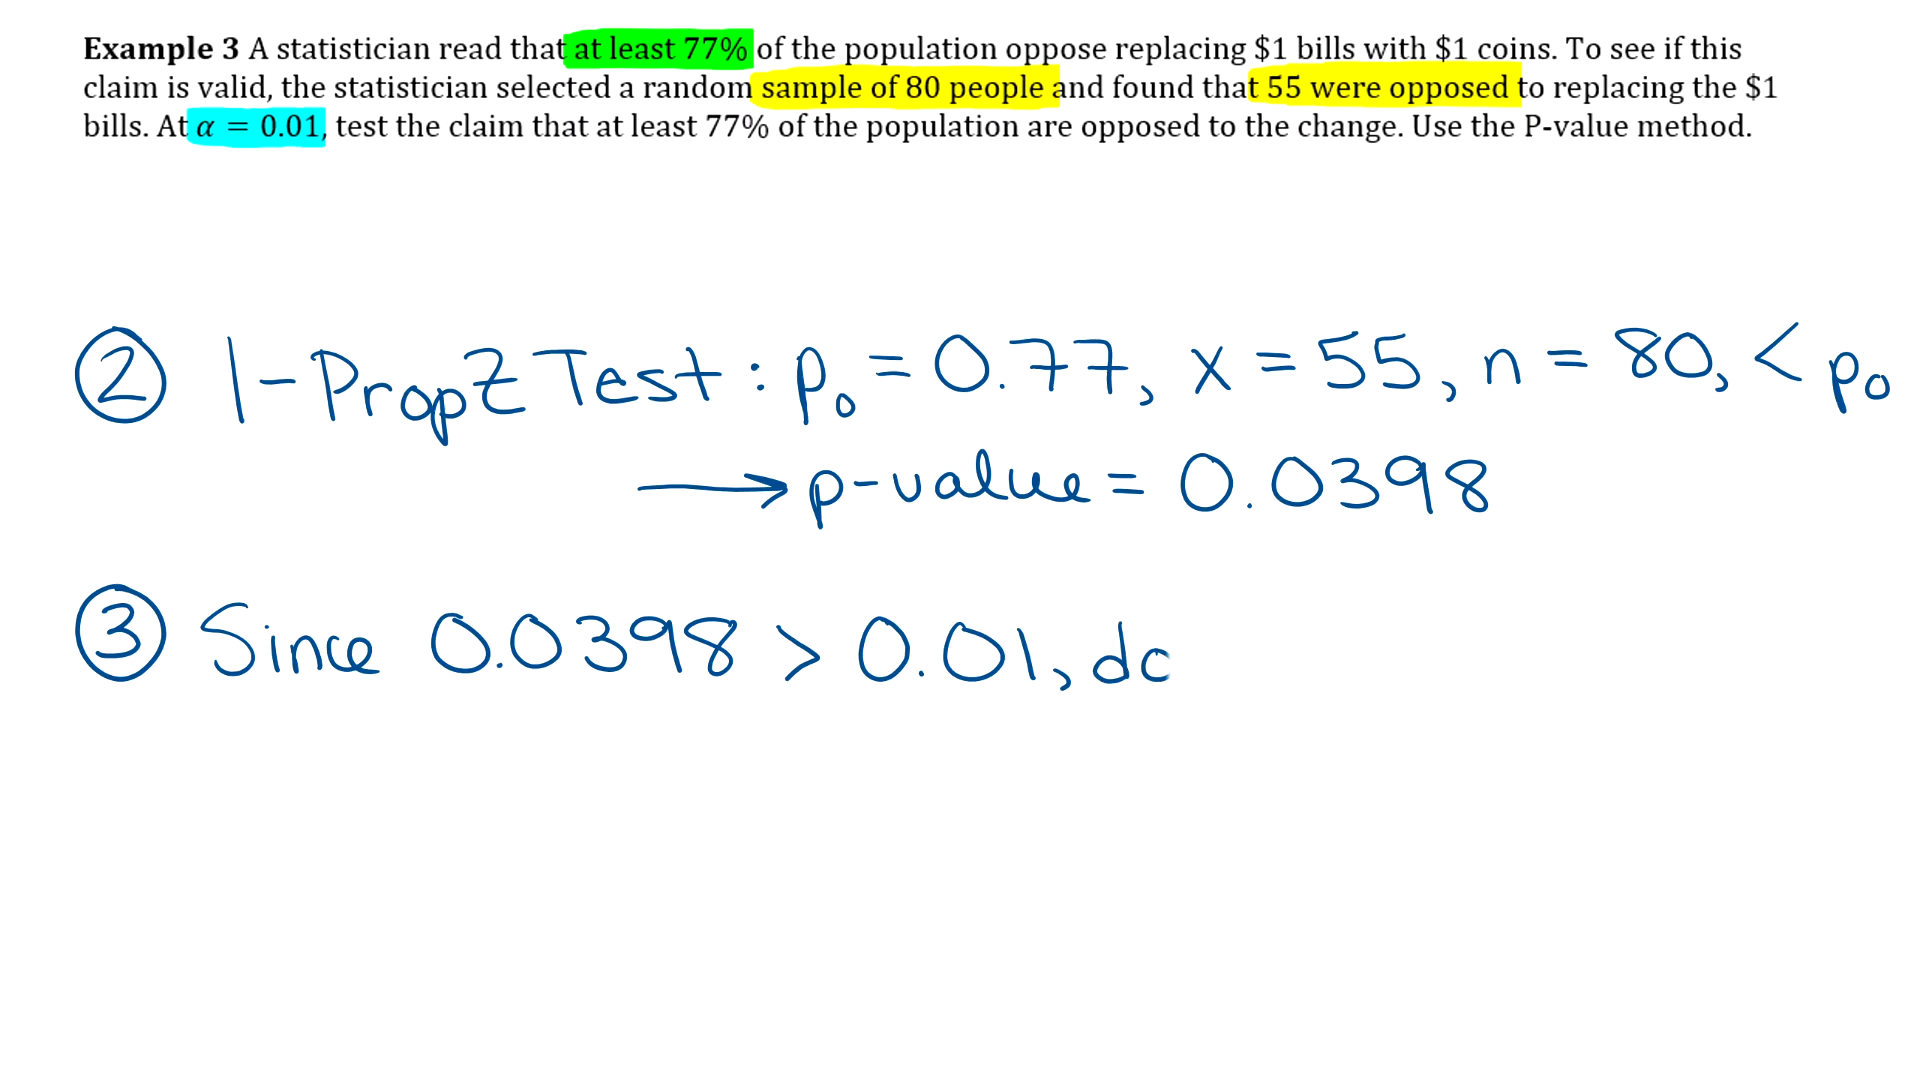 Example 3 A statistician read that at least 77% of the population oppose replacing $1 bills with $1 coins. To see if this
claim is valid, the statistician selected a random sample of 80 people and found that 55 were opposed to replacing the $1
bills. At α = 0.01, test the claim that at least 77% of the population are opposed to the change. Use the P-value method.
② 1-PropZTest: p₀ = 0.77, x = 55, n = 80, < p₀
→ p-value = 0.0398
③ Since 0.0398 > 0.01, dc